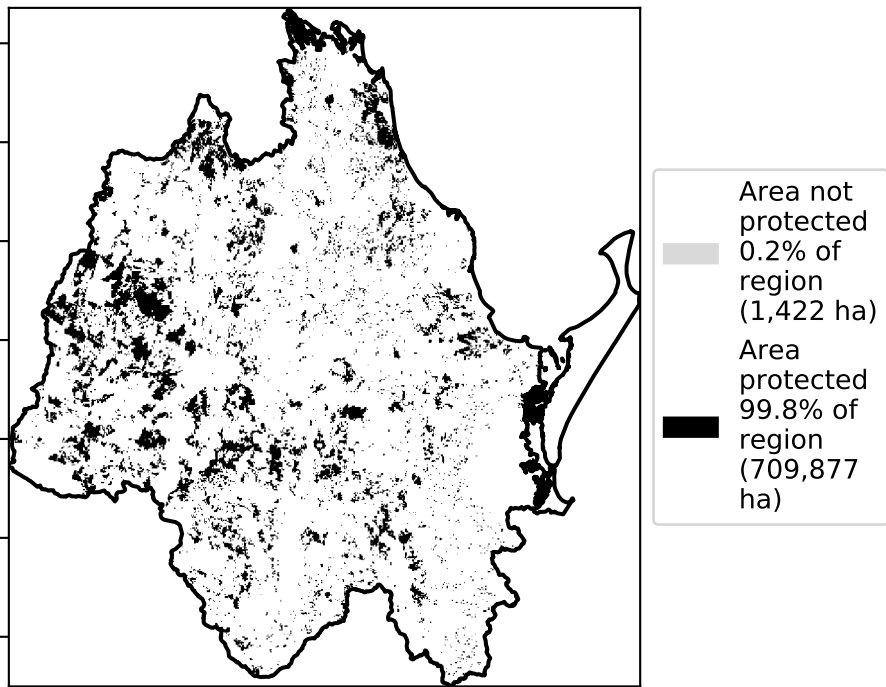 Area not
protected
0.2% of
region
(1,422 ha)
Area
protected
99.8% of
region
(709,877
ha)